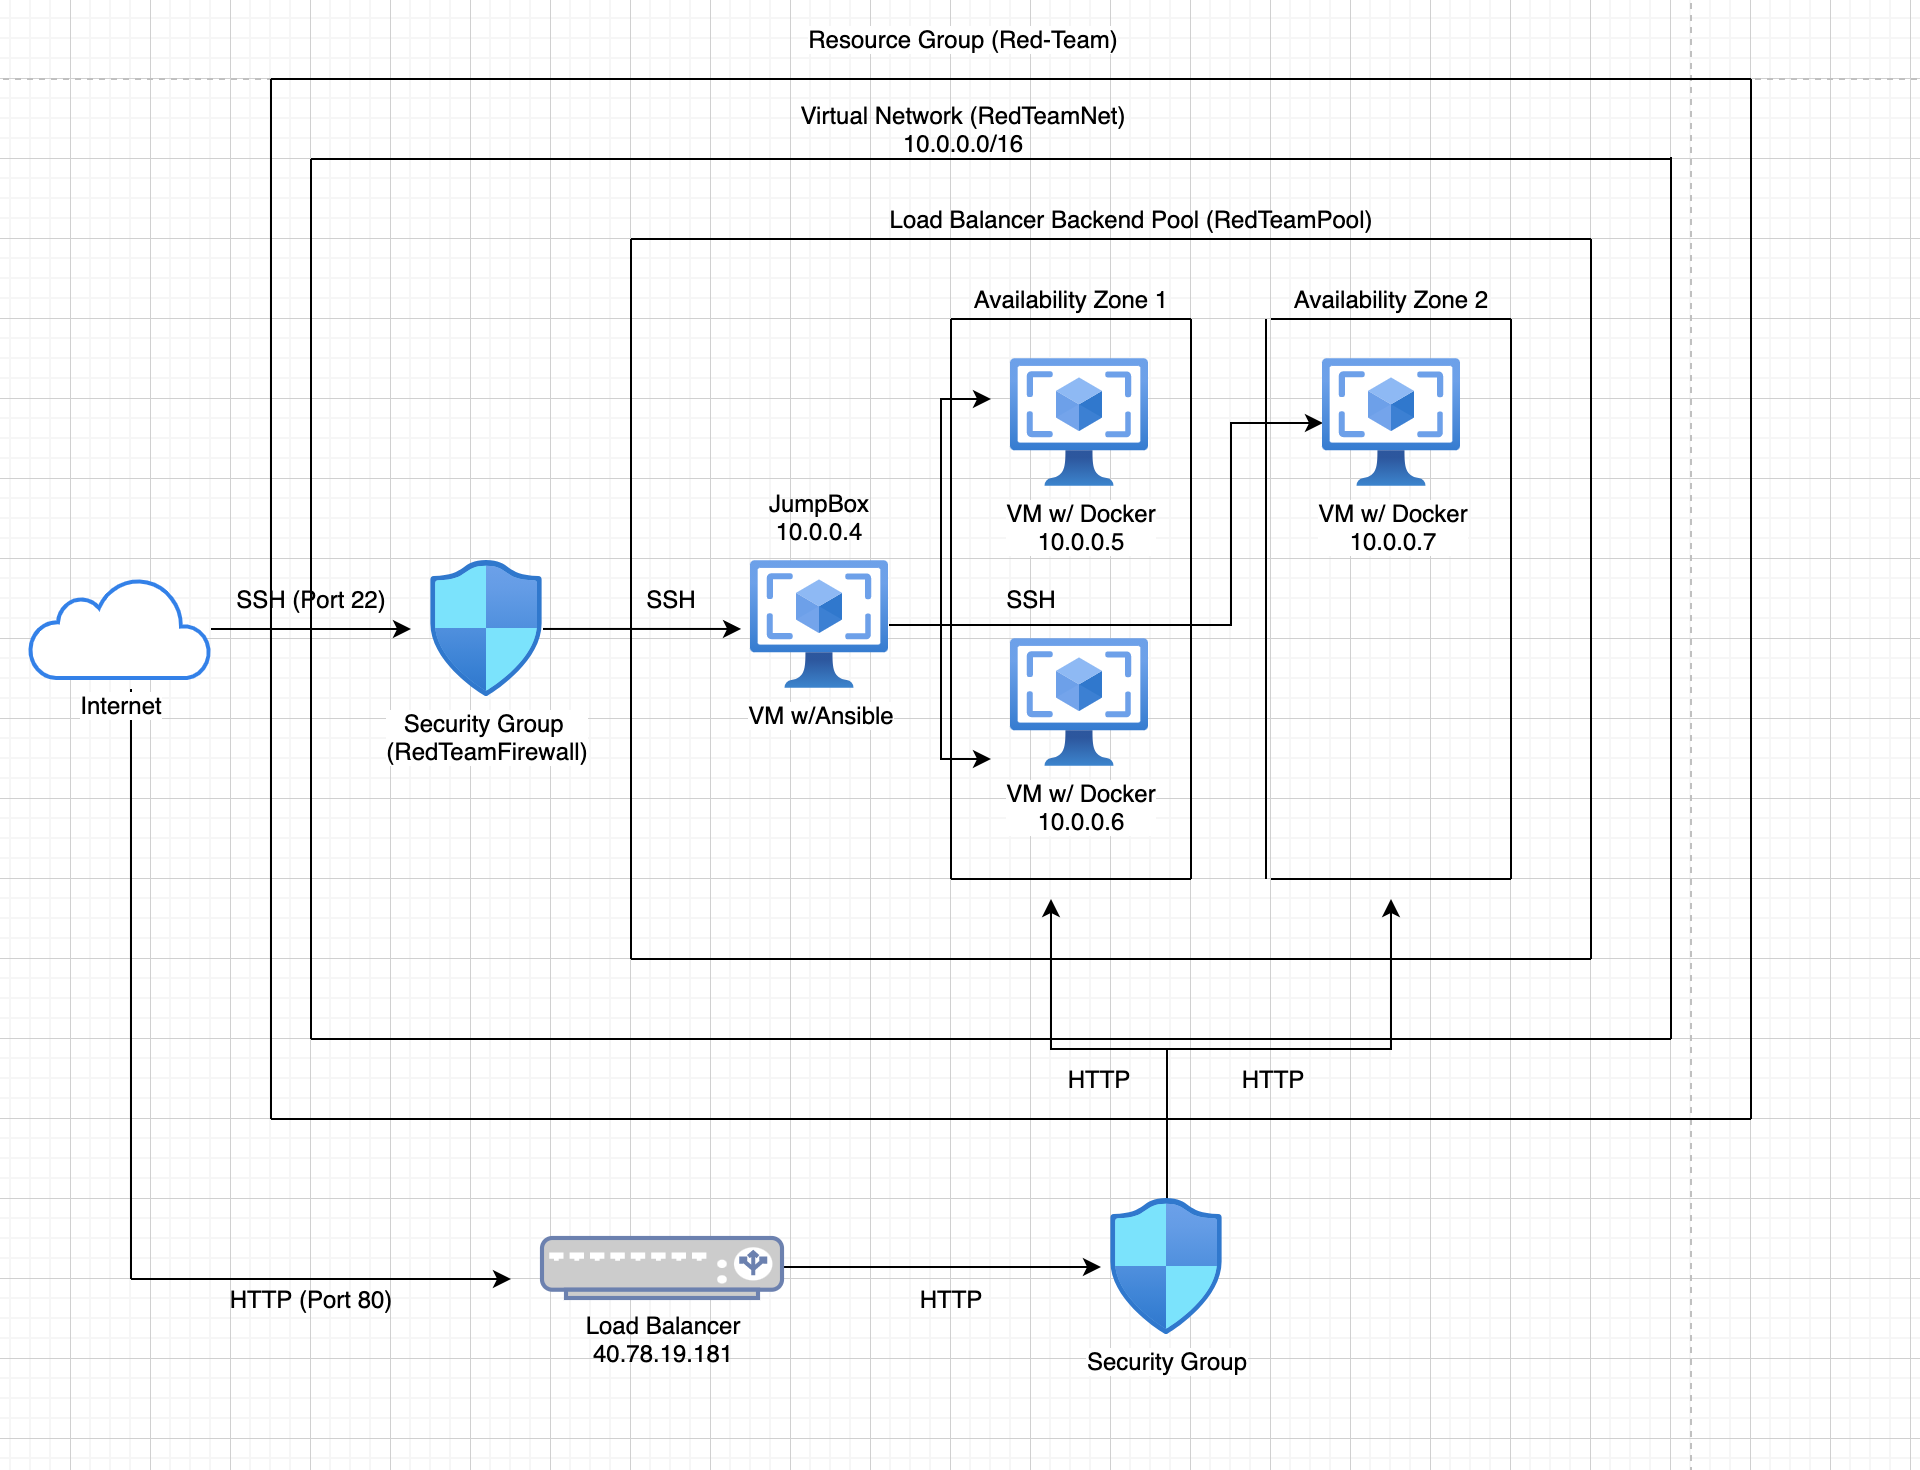 Resource Group (Red-Team)
Virtual Network (RedTeamNet)
10.0.0.0/16
Load Balancer Backend Pool (RedTeamPool)
Availability Zone 1
Availability Zone 2
JumpBox
10.0.0.4
VM w/ Docker
10.0.0.5
VM w/ Docker
10.0.0.7
SSH (Port 22)
SSH
SSH
Internet
Security Group
(RedTeamFirewall)
VM w/Ansible
VM w/ Docker
10.0.0.6
HTTP
HTTP
HTTP (Port 80)
HTTP
Load Balancer
40.78.19.181
Security Group